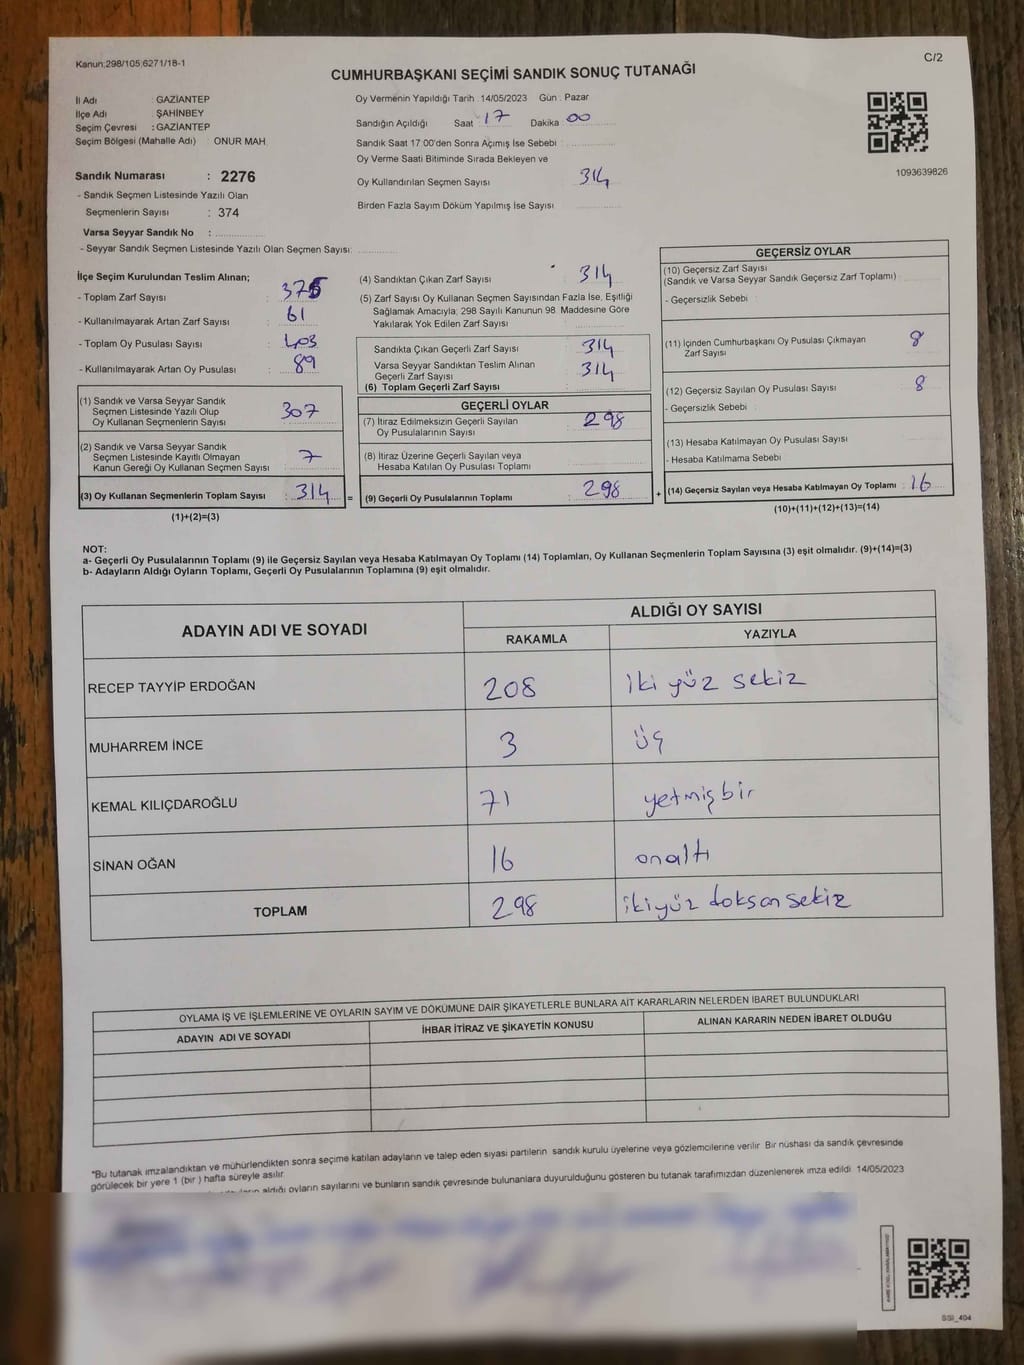 Kanun;298/105;6271/18-1
C/2
CUMHURBAŞKANI SEÇİMİ SANDIK SONUÇ TUTANAĞI
İl Adı : GAZİANTEP
İlçe Adı : ŞAHİNBEY
Seçim Çevresi : GAZİANTEP
Seçim Bölgesi (Mahalle Adı) : ONUR MAH.
Oy Vermenin Yapıldığı Tarih :14/05/2023 Gün : Pazar
Sandığın Açıldığı Saat : 17 Dakika : 00
Sandık Saat 17.00'den Sonra Açımış İse Sebebi :
Oy Verme Saati Bitiminde Sırada Bekleyen ve
Oy Kullandırılan Seçmen Sayısı 314
Birden Fazla Sayım Döküm Yapılmış İse Sayısı
1093639826
Sandık Numarası : 2276
- Sandık Seçmen Listesinde Yazılı Olan
Seçmenlerin Sayısı : 374
Varsa Seyyar Sandık No :
- Seyyar Sandık Seçmen Listesinde Yazılı Olan Seçmen Sayısı:
İlçe Seçim Kurulundan Teslim Alınan;
- Toplam Zarf Sayısı : 375
- Kullanılmayarak Artan Zarf Sayısı : 61
- Toplam Oy Pusulası Sayısı : 403
- Kullanılmayarak Artan Oy Pusulası : 89
(1) Sandık ve Varsa Seyyar Sandık
Seçmen Listesinde Yazılı Olup
Oy Kullanan Seçmenlerin Sayısı 307
(2) Sandık ve Varsa Seyyar Sandık
Seçmen Listesinde Kayıtlı Olmayan
Kanun Gereği Oy Kullanan Seçmen Sayısı 7
(3) Oy Kullanan Seçmenlerin Toplam Sayısı : 314 =
(1)+(2)=(3)
(4) Sandıktan Çıkan Zarf Sayısı 314
(5) Zarf Sayısı Oy Kullanan Seçmen Sayısından Fazla İse, Eşitliği
Sağlamak Amacıyla; 298 Sayılı Kanunun 98. Maddesine Göre
Yakılarak Yok Edilen Zarf Sayısı
Sandıkta Çıkan Geçerli Zarf Sayısı 314
Varsa Seyyar Sandıktan Teslim Alınan
Geçerli Zarf Sayısı 314
(6) Toplam Geçerli Zarf Sayısı
GEÇERLİ OYLAR
(7) İtiraz Edilmeksizin Geçerli Sayılan
Oy Pusulalarının Sayısı 298
(8) İtiraz Üzerine Geçerli Sayılan veya
Hesaba Katılan Oy Pusulası Toplamı
(9) Geçerli Oy Pusulalarının Toplamı : 298 +
GEÇERSİZ OYLAR
(10) Geçersiz Zarf Sayısı
(Sandık ve Varsa Seyyar Sandık Geçersiz Zarf Toplamı)
- Geçersizlik Sebebi :
(11) İçinden Cumhurbaşkanı Oy Pusulası Çıkmayan
Zarf Sayısı 8
(12) Geçersiz Sayılan Oy Pusulası Sayısı 8
- Geçersizlik Sebebi :
(13) Hesaba Katılmayan Oy Pusulası Sayısı
- Hesaba Katılmama Sebebi :
(14) Geçersiz Sayılan veya Hesaba Katılmayan Oy Toplamı : 16
(10)+(11)+(12)+(13)=(14)
NOT:
a- Geçerli Oy Pusulalarının Toplamı (9) ile Geçersiz Sayılan veya Hesaba Katılmayan Oy Toplamı (14) Toplamları, Oy Kullanan Seçmenlerin Toplam Sayısına (3) eşit olmalıdır. (9)+(14)=(3)
b- Adayların Aldığı Oyların Toplamı, Geçerli Oy Pusulalarının Toplamına (9) eşit olmalıdır.
ADAYIN ADI VE SOYADI
ALDIĞI OY SAYISI
RAKAMLA YAZIYLA
RECEP TAYYİP ERDOĞAN 208 iki yüz sekiz
MUHARREM İNCE 3 üç
KEMAL KILIÇDAROĞLU 71 yetmiş bir
SİNAN OĞAN 16 onaltı
TOPLAM 298 iki yüz doksan sekiz
OYLAMA İŞ VE İŞLEMLERİNE VE OYLARIN SAYIM VE DÖKÜMÜNE DAİR ŞİKAYETLERLE BUNLARA AİT KARARLARIN NELERDEN İBARET BULUNDUKLARI
ADAYIN ADI VE SOYADI İHBAR İTİRAZ VE ŞİKAYETİN KONUSU ALINAN KARARIN NEDEN İBARET OLDUĞU
"Bu tutanak imzalandıktan ve mühürlendikten sonra seçime katılan adayların ve talep eden siyasi partilerin sandık kurulu üyelerine veya gözlemcilerine verilir. Bir nüshası da sandık çevresinde
görülecek bir yere 1 (bir) hafta süreyle asılır.
aldığı oyların sayılarını ve bunların sandık çevresinde bulunanlara duyurulduğunu gösteren bu tutanak tarafımızdan düzenlenerek imza edildi. 14/05/2023
SSI_404